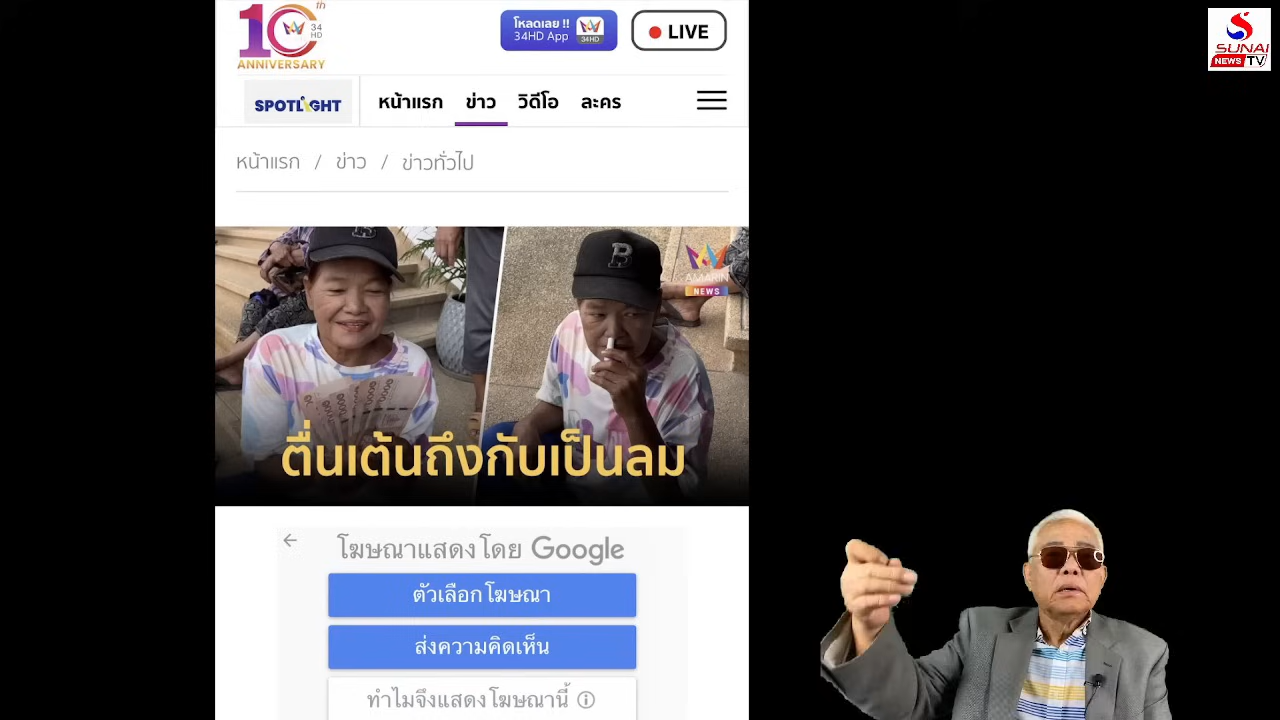 10th
34
HD
ANNIVERSARY
โหลดเลย !!
34HD App
34HD
LIVE
SUNAI
NEWS TV
SPOTLIGHT
หน้าแรก
ข่าว
วิดีโอ
ละคร
หน้าแรก / ข่าว / ข่าวทั่วไป
B
B
AMARIN
NEWS
1000
ตื่นเต้นถึงกับเป็นลม
โฆษณาแสดงโดย Google
ตัวเลือกโฆษณา
ส่งความคิดเห็น
ทำไมจึงแสดงโฆษณานี้